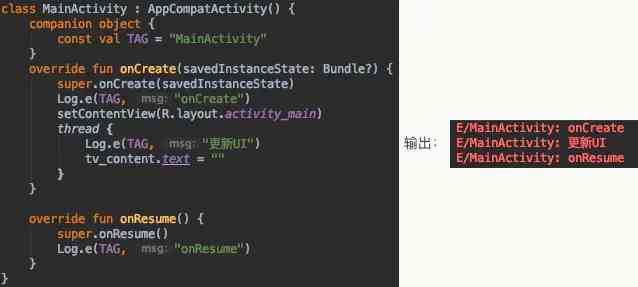 class MainActivity : AppCompatActivity() {
companion object {
const val TAG = "MainActivity"
}
override fun onCreate(savedInstanceState: Bundle?) {
super.onCreate(savedInstanceState)
Log.e(TAG, msg: "onCreate")
setContentView(R.layout.activity_main)
thread {
Log.e(TAG, msg: "更新UI")
tv_content.text = ""
}
}
override fun onResume() {
super.onResume()
Log.e(TAG, msg: "onResume")
}
}
输出:
E/MainActivity: onCreate
E/MainActivity: 更新UI
E/MainActivity: onResume